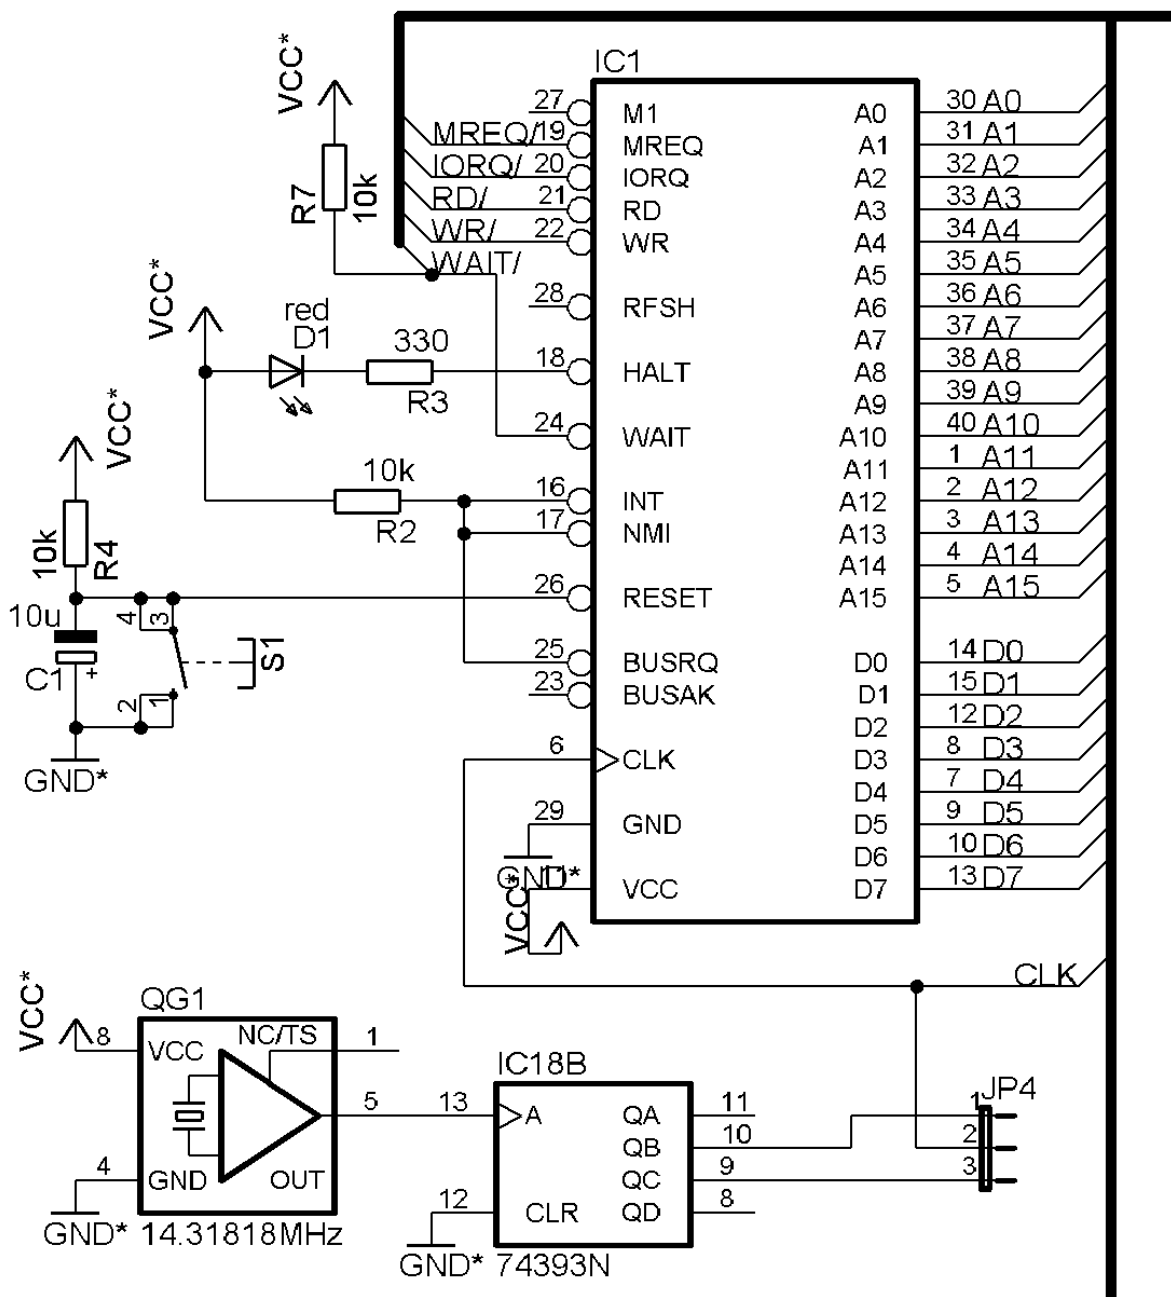 IC1
VCC*
R7
10k
27 M1
MREQ/ 19 MREQ
IORQ/ 20 IORQ
RD/ 21 RD
WR/ 22 WR
WAIT/
28 RFSH
VCC*
red
D1
330
R3
18 HALT
24 WAIT
10k
R2
16 INT
17 NMI
VCC*
10k
R4
26 RESET
10u
C1
+
4 3
2 1
S1
GND*
25 BUSRQ
23 BUSAK
6 CLK
29 GND
GND*
VCC
VCC*
A0 30 A0
A1 31 A1
A2 32 A2
A3 33 A3
A4 34 A4
A5 35 A5
A6 36 A6
A7 37 A7
A8 38 A8
A9 39 A9
A10 40 A10
A11 1 A11
A12 2 A12
A13 3 A13
A14 4 A14
A15 5 A15
D0 14 D0
D1 15 D1
D2 12 D2
D3 8 D3
D4 7 D4
D5 9 D5
D6 10 D6
D7 13 D7
CLK
VCC*
QG1
8 VCC
NC/TS 1
5
4 GND
OUT
GND*
14.31818MHz
IC18B
13 A
QA 11
QB 10
QC 9
QD 8
12 CLR
GND*
74393N
JP4
1
2
3